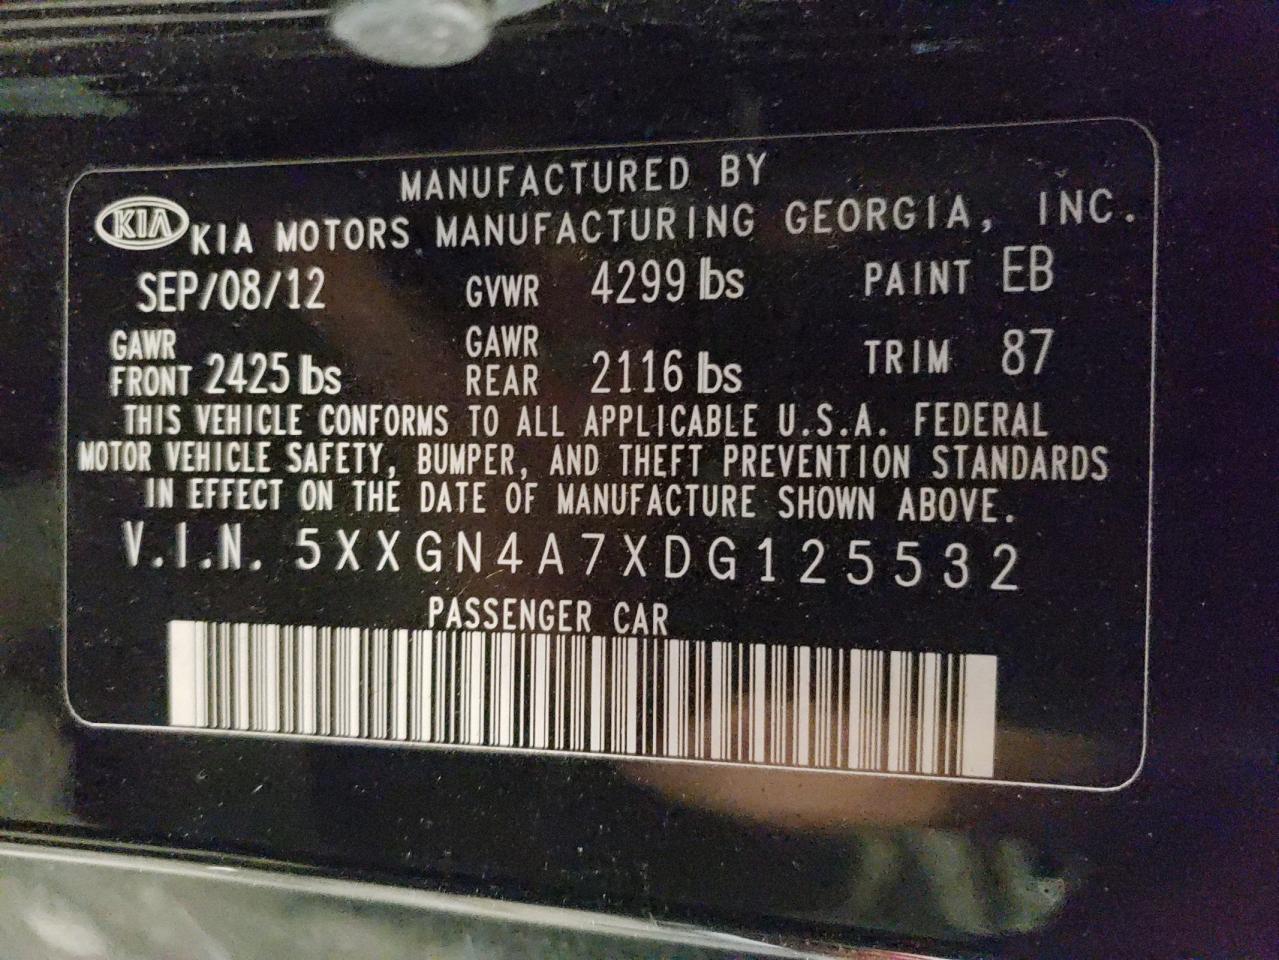 MANUFACTURED BY
KIA KIA MOTORS MANUFACTURING GEORGIA, INC.
SEP/08/12 GVWR 4299 lbs PAINT EB
GAWR FRONT 2425 lbs GAWR REAR 2116 lbs TRIM 87
THIS VEHICLE CONFORMS TO ALL APPLICABLE U.S.A. FEDERAL
MOTOR VEHICLE SAFETY, BUMPER, AND THEFT PREVENTION STANDARDS
IN EFFECT ON THE DATE OF MANUFACTURE SHOWN ABOVE.
V.I.N. 5XXGN4A7XDG125532
PASSENGER CAR